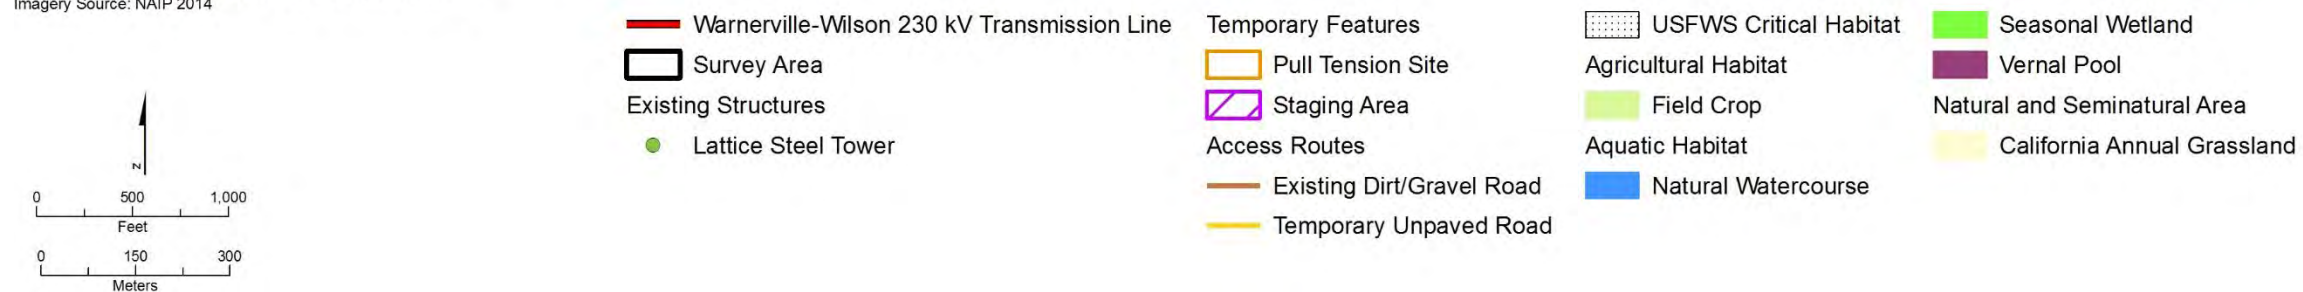 Imagery Source: NAIP 2014
N
0 500 1,000
Feet
0 150 300
Meters
Warnerville-Wilson 230 kV Transmission Line
Survey Area
Existing Structures
Lattice Steel Tower
Temporary Features
Pull Tension Site
Staging Area
Access Routes
Existing Dirt/Gravel Road
Temporary Unpaved Road
USFWS Critical Habitat
Agricultural Habitat
Field Crop
Aquatic Habitat
Natural Watercourse
Seasonal Wetland
Vernal Pool
Natural and Seminatural Area
California Annual Grassland